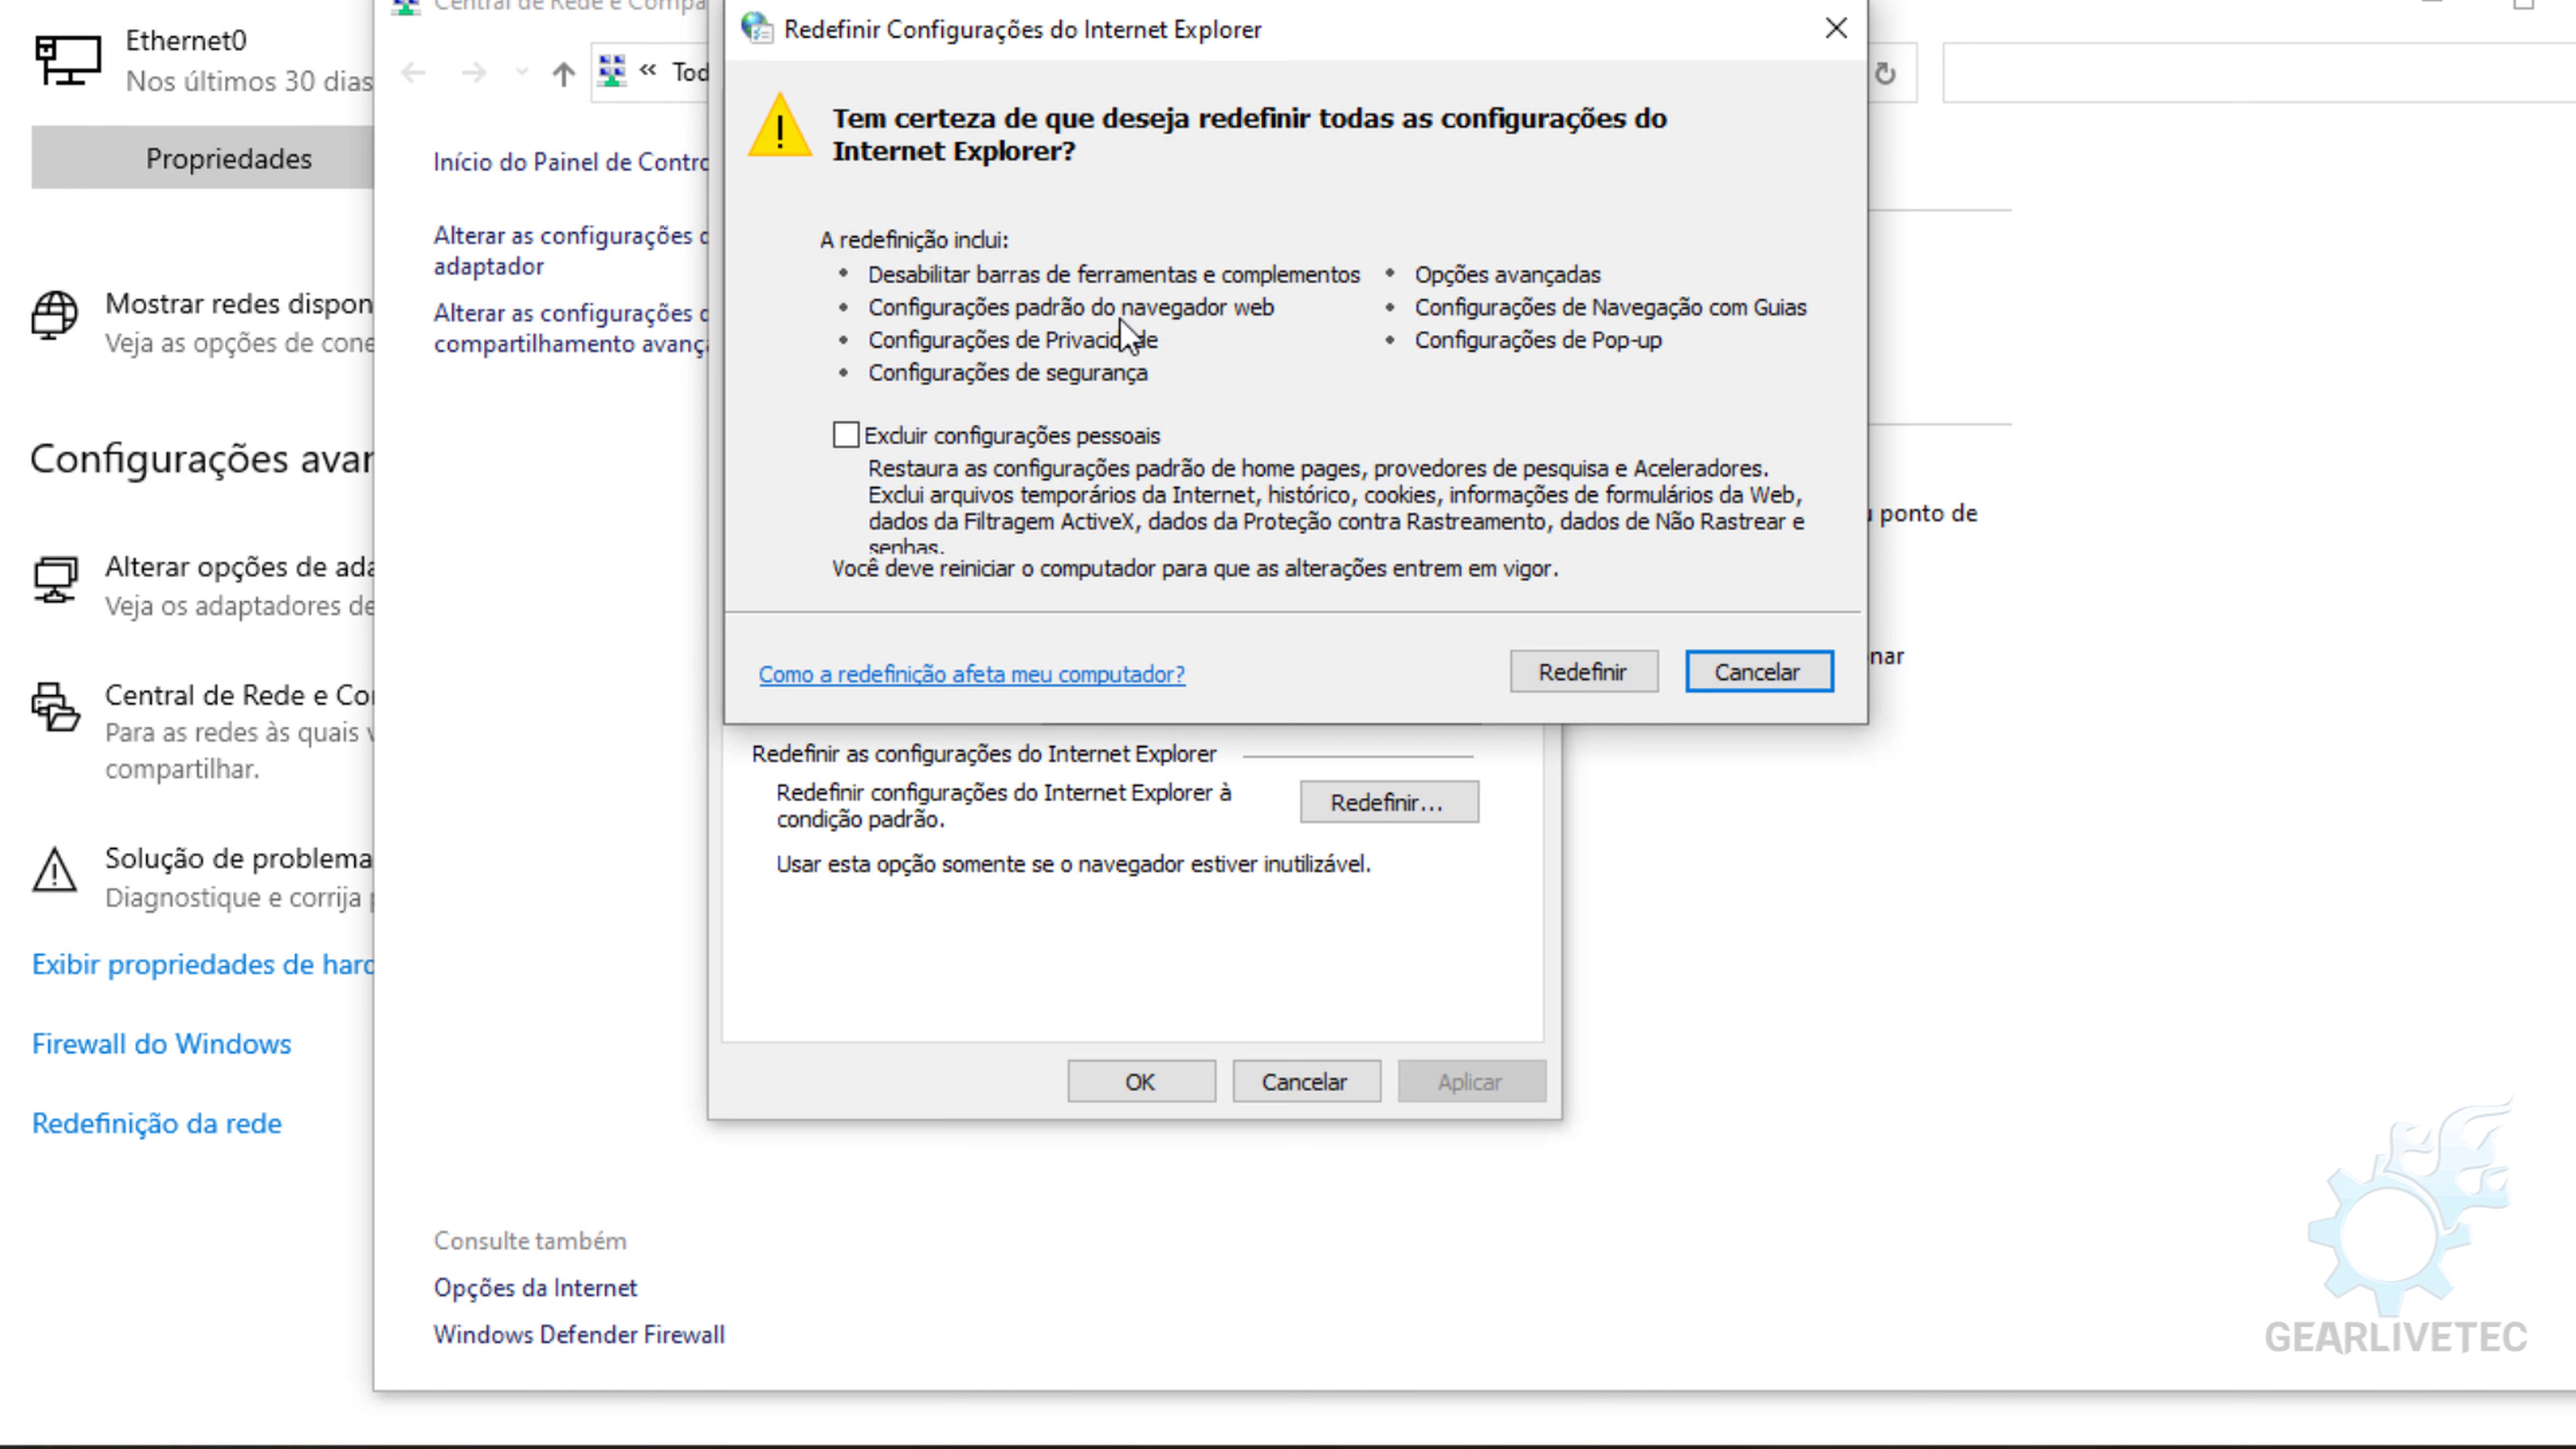 Ethernet0
Nos últimos 30 dias
Propriedades
Mostrar redes
Veja as opções de
Configurações
Alterar opções de
Veja os adaptadores
Central de Rede e
Para as redes às quais
compartilhar.
Solução de
Diagnostique e corrija
Exibir propriedades de
Firewall do Windows
Redefinição da rede
Central de Rede e
«
Início do Painel de
Alterar as configurações
adaptador
Alterar as configurações
compartilhamento
Consulte também
Opções da Internet
Windows Defender Firewall
Redefinir Configurações do Internet Explorer
Tem certeza de que deseja redefinir todas as configurações do
Internet Explorer?
A redefinição inclui:
• Desabilitar barras de ferramentas e complementos
• Configurações padrão do navegador web
• Configurações de Privacidade
• Configurações de segurança
• Opções avançadas
• Configurações de Navegação com Guias
• Configurações de Pop-up
Excluir configurações pessoais
Restaura as configurações padrão de home pages, provedores de pesquisa e Aceleradores.
Exclui arquivos temporários da Internet, histórico, cookies, informações de formulários da Web,
dados da Filtragem ActiveX, dados da Proteção contra Rastreamento, dados de Não Rastrear e
senhas.
Você deve reiniciar o computador para que as alterações entrem em vigor.
Como a redefinição afeta meu computador?
Redefinir
Cancelar
Redefinir as configurações do Internet Explorer
Redefinir configurações do Internet Explorer à
condição padrão.
Redefinir...
Usar esta opção somente se o navegador estiver inutilizável.
OK
Cancelar
Aplicar
ponto de
GEARLIVETEC